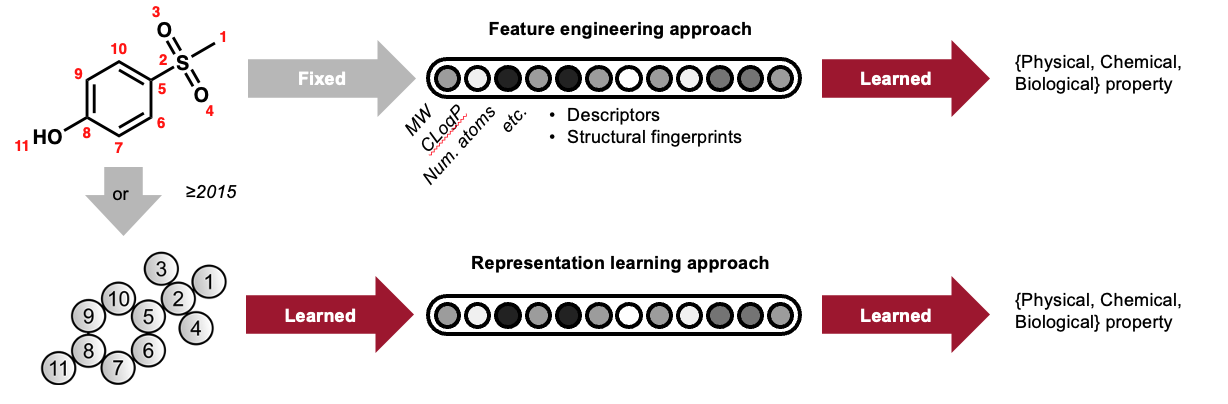 Feature engineering approach
3
O
1
10
2
S
9
5
O
4
6
8
HO
11
7
Fixed
MW
CLogP
Num. atoms
etc.
• Descriptors
• Structural fingerprints
Learned
{Physical, Chemical,
Biological} property
or
≥2015
Representation learning approach
3
1
10
2
9
5
4
8
6
11
7
Learned
Learned
{Physical, Chemical,
Biological} property